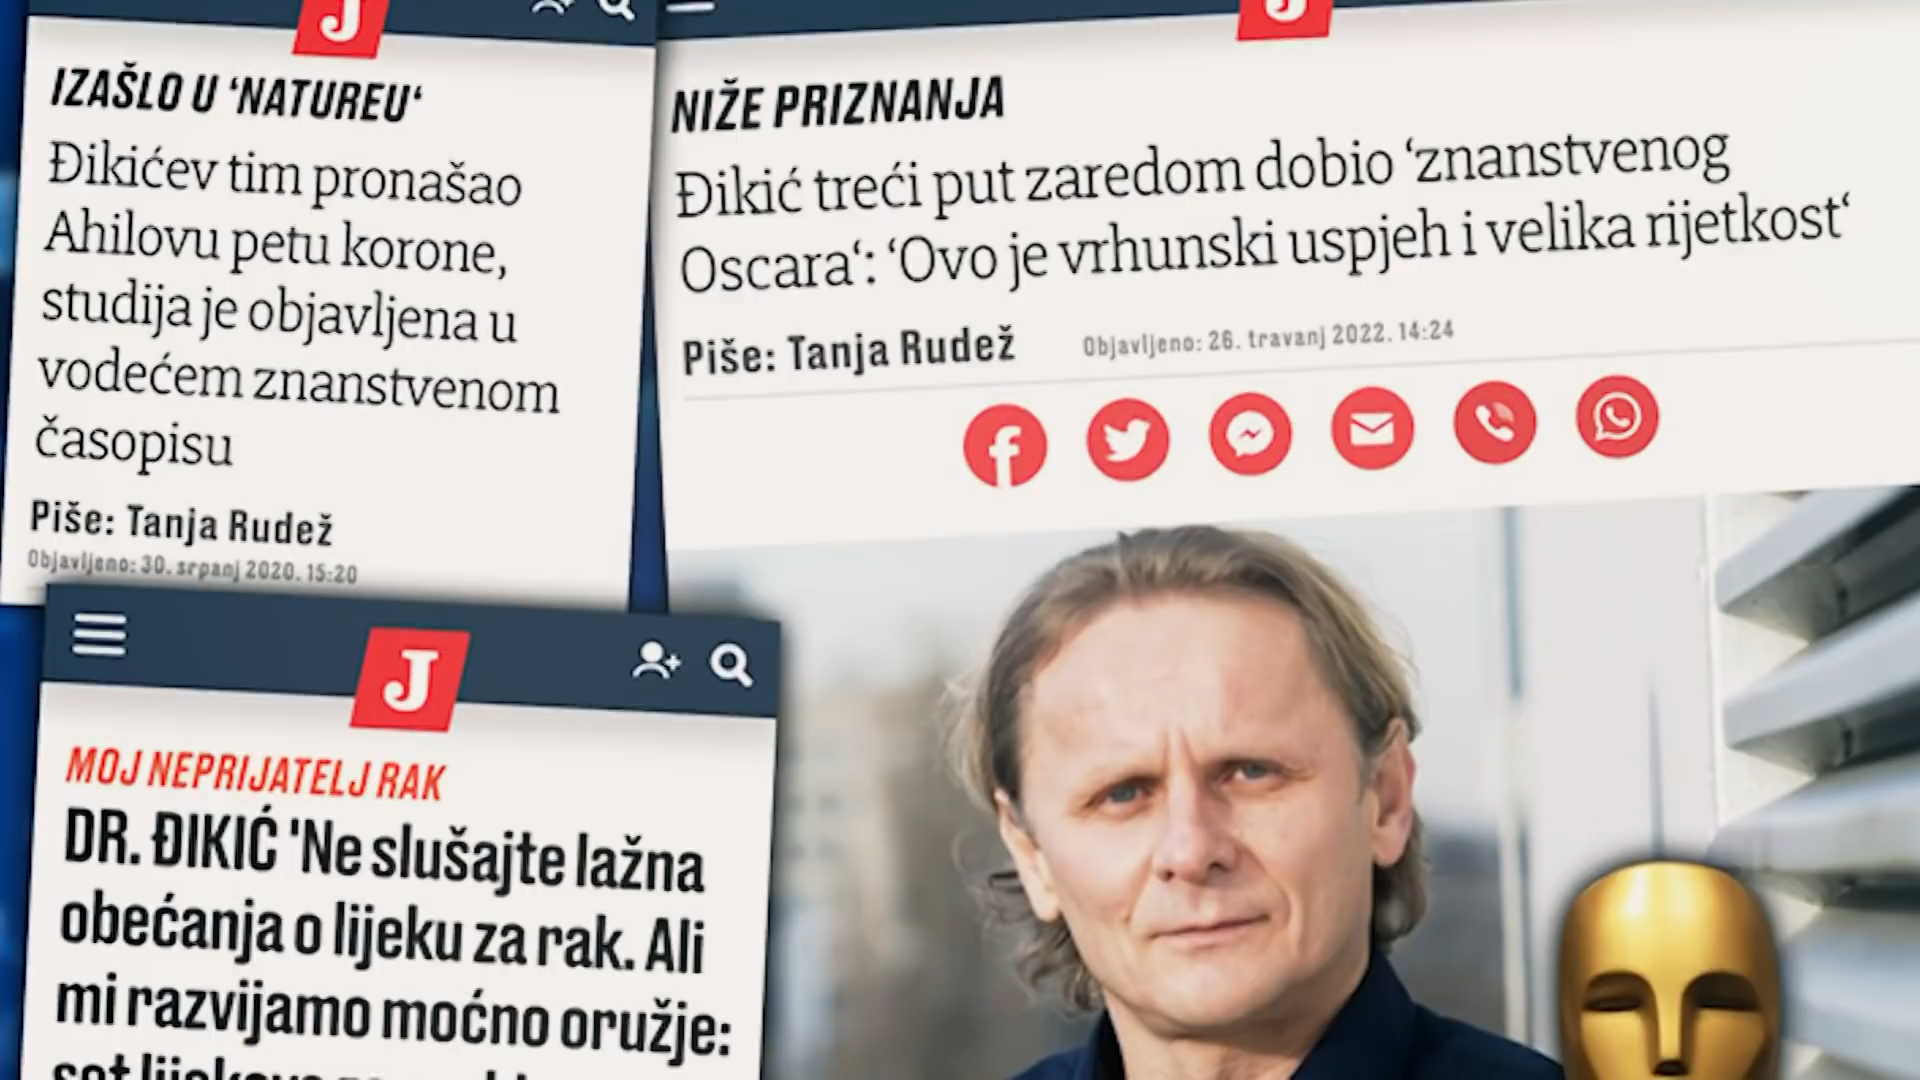 J
IZAŠLO U ‘NATUREU‘
Đikićev tim pronašao
Ahilovu petu korone,
studija je objavljena u
vodećem znanstvenom
časopisu
Piše: Tanja Rudež
Objavljeno: 30. srpanj 2020. 15:20
J
NIŽE PRIZNANJA
Đikić treći put zaredom dobio ‘znanstvenog
Oscara‘: ‘Ovo je vrhunski uspjeh i velika rijetkost‘
Piše: Tanja Rudež
Objavljeno: 26. travanj 2022. 14:24
J
MOJ NEPRIJATELJ RAK
DR. ĐIKIĆ 'Ne slušajte lažna
obećanja o lijeku za rak. Ali
mi razvijamo moćno oružje: